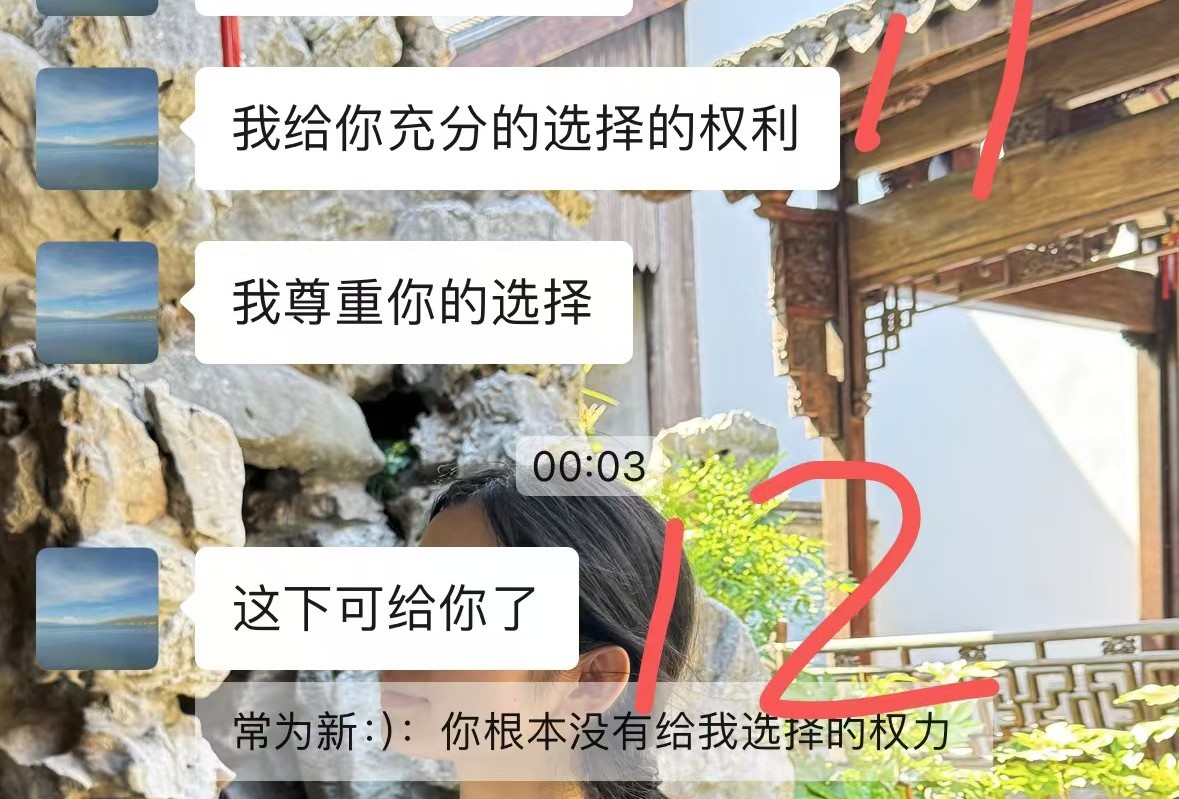 11
我给你充分的选择的权利
我尊重你的选择
00:03
12
这下可给你了
常为新:): 你根本没有给我选择的权力